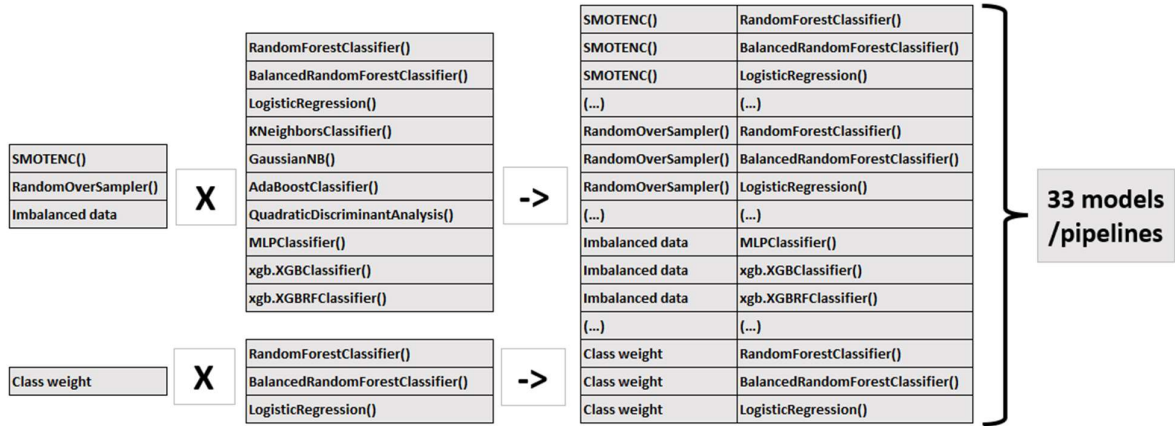 SMOTENC()
RandomOverSampler()
Imbalanced data
X
RandomForestClassifier()
BalancedRandomForestClassifier()
LogisticRegression()
KNeighborsClassifier()
GaussianNB()
AdaBoostClassifier()
QuadraticDiscriminantAnalysis()
MLPClassifier()
xgb.XGBClassifier()
xgb.XGBRFClassifier()
->
Class weight
X
RandomForestClassifier()
BalancedRandomForestClassifier()
LogisticRegression()
->
SMOTENC() RandomForestClassifier()
SMOTENC() BalancedRandomForestClassifier()
SMOTENC() LogisticRegression()
(...) (...)
RandomOverSampler() RandomForestClassifier()
RandomOverSampler() BalancedRandomForestClassifier()
RandomOverSampler() LogisticRegression()
(...) (...)
Imbalanced data MLPClassifier()
Imbalanced data xgb.XGBClassifier()
Imbalanced data xgb.XGBRFClassifier()
(...) (...)
Class weight RandomForestClassifier()
Class weight BalancedRandomForestClassifier()
Class weight LogisticRegression()
33 models
/pipelines